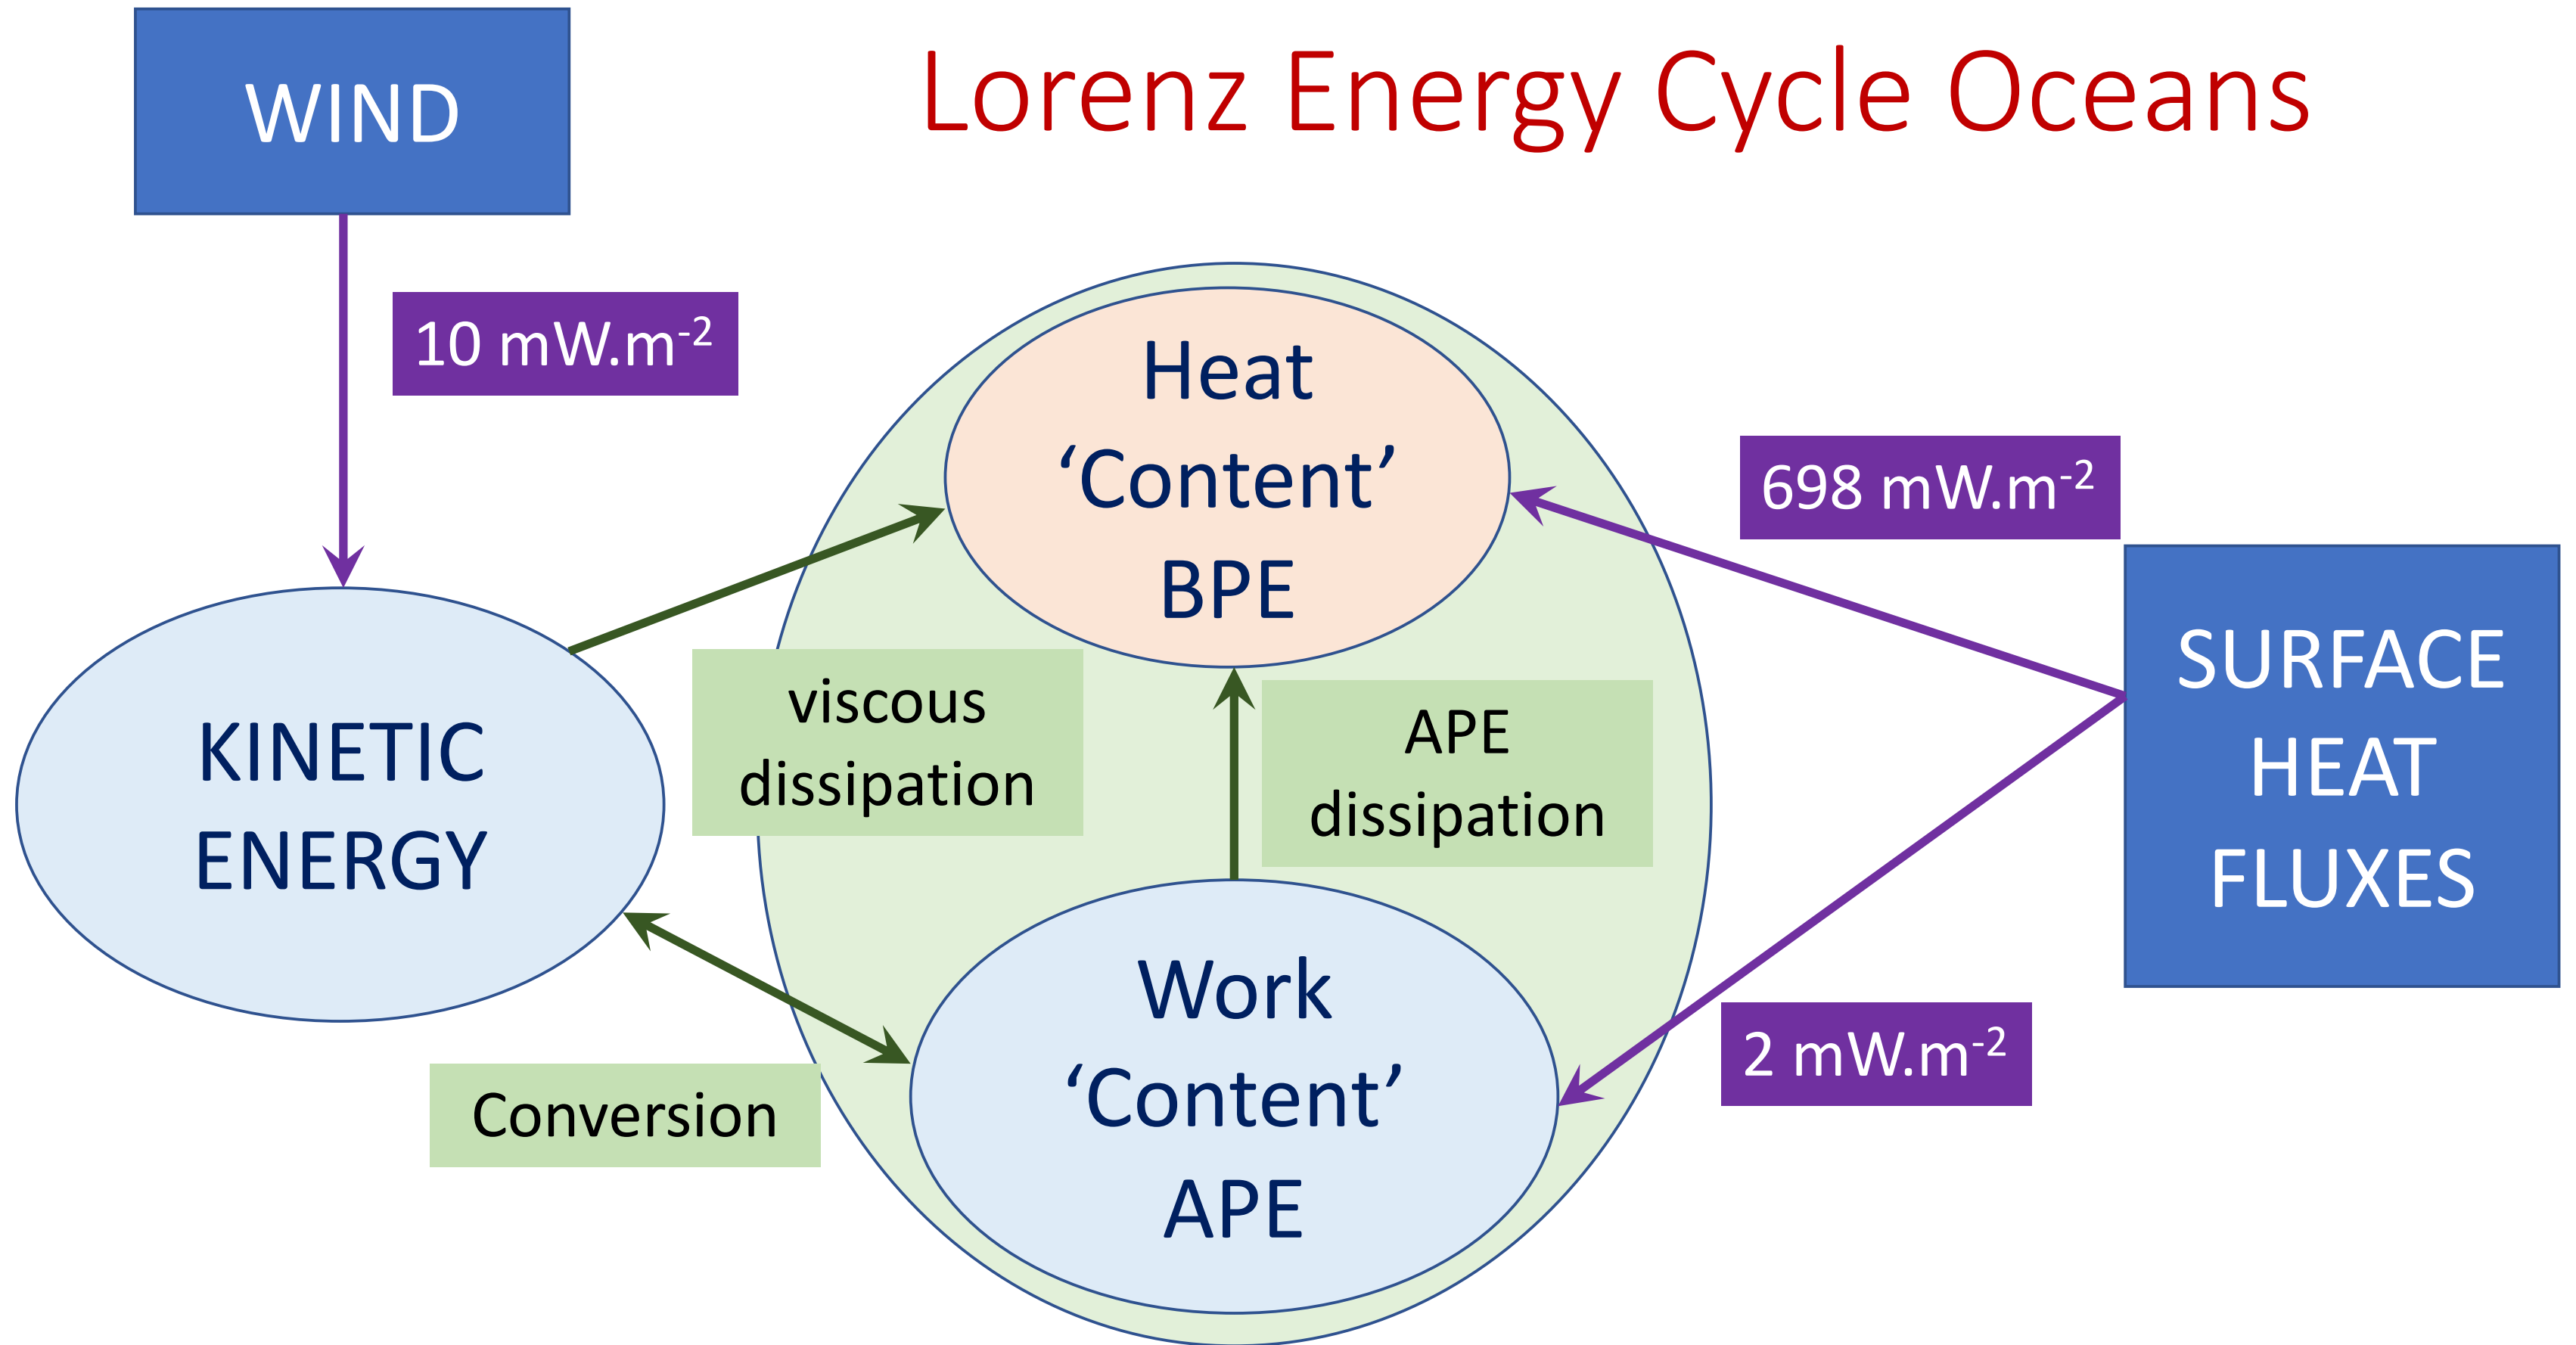 WIND
Lorenz Energy Cycle Oceans
10 mW.m⁻²
Heat
‘Content’
BPE
698 mW.m⁻²
SURFACE
HEAT
FLUXES
KINETIC
ENERGY
viscous
dissipation
APE
dissipation
Work
‘Content’
APE
2 mW.m⁻²
Conversion